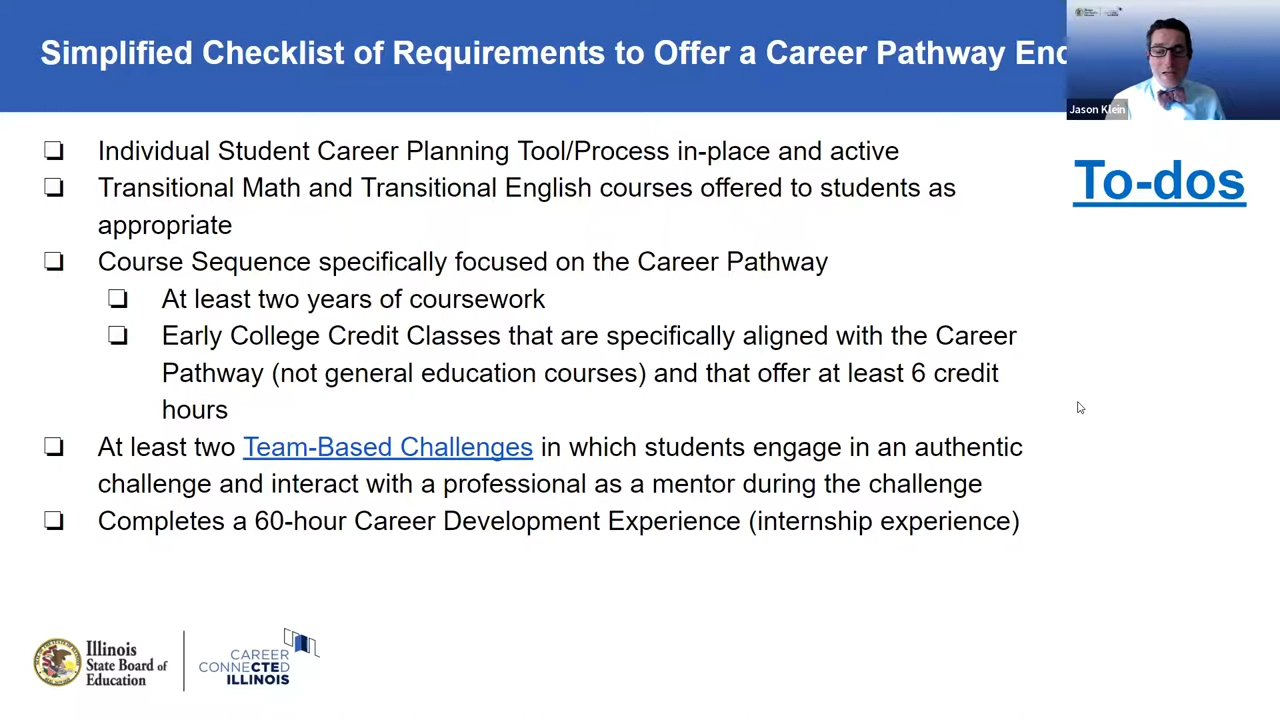 Simplified Checklist of Requirements to Offer a Career Pathway
Jason Klein
To-dos
❏ Individual Student Career Planning Tool/Process in-place and active
❏ Transitional Math and Transitional English courses offered to students as
appropriate
❏ Course Sequence specifically focused on the Career Pathway
❏ At least two years of coursework
❏ Early College Credit Classes that are specifically aligned with the Career
Pathway (not general education courses) and that offer at least 6 credit
hours
❏ At least two Team-Based Challenges in which students engage in an authentic
challenge and interact with a professional as a mentor during the challenge
❏ Completes a 60-hour Career Development Experience (internship experience)
Illinois
State Board of
Education
CAREER
CONNECTED
ILLINOIS